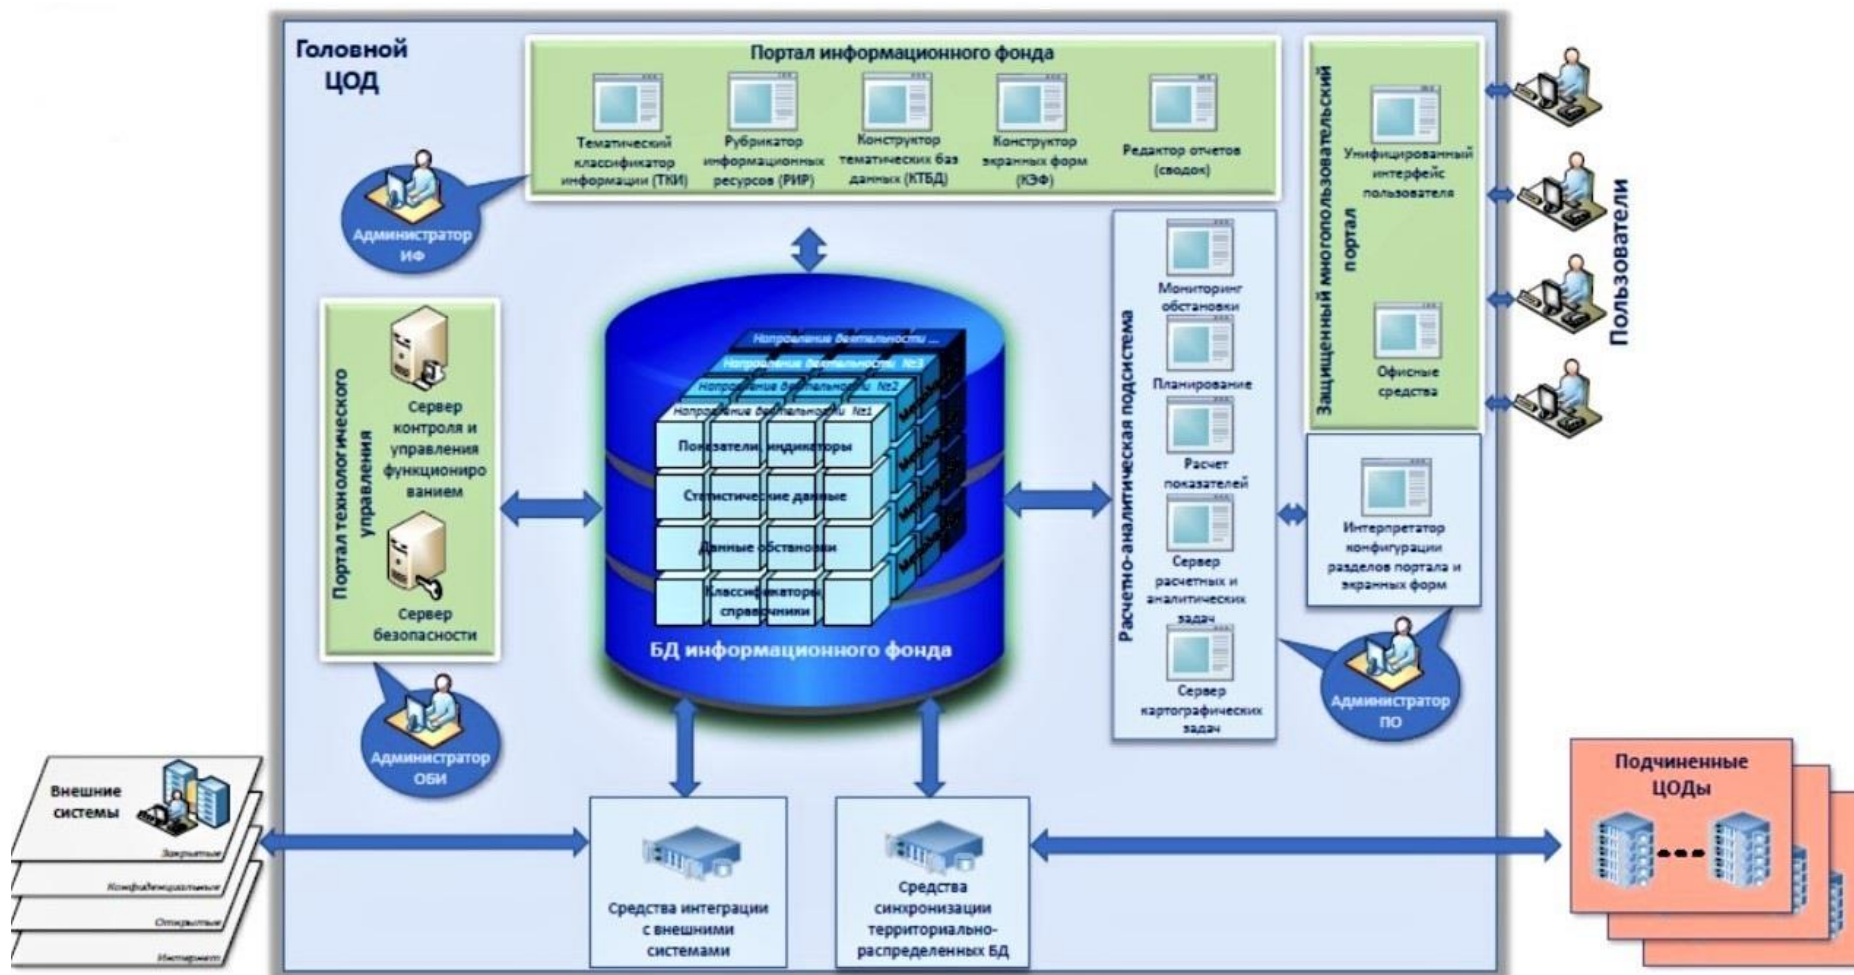 Головной
ЦОД
Портал информационного фонда
Тематический
классификатор
информации (ТКИ)
Рубрикатор
информационных
ресурсов (РИР)
Конструктор
тематических баз
данных (КТБД)
Конструктор
экранных форм
(КЭФ)
Редактор отчетов
(сводок)
Администратор
ИФ
Защищенный многопользовательский
портал
Унифицированный
интерфейс
пользователя
Офисные
средства
Пользователи
Портал технологического
управления
Сервер
контроля и
управления
функциониро
ванием
Сервер
безопасности
Администратор
ОБИ
Направление деятельности ...
Направление деятельности №3
Направление деятельности №2
Направление деятельности №1
Показатели, индикаторы
Статистические данные
Данные обстановки
Классификаторы,
справочники
БД информационного фонда
Расчетно-аналитическая подсистема
Мониторинг
обстановки
Планирование
Расчет
показателей
Сервер
расчетных и
аналитических
задач
Сервер
картографических
задач
Интерпретатор
конфигурации
разделов портала и
экранных форм
Администратор
ПО
Внешние
системы
Закрытые
Конфиденциальные
Открытые
Интернет
Средства интеграции
с внешними
системами
Средства
синхронизации
территориально-
распределенных БД
Подчиненные
ЦОДы